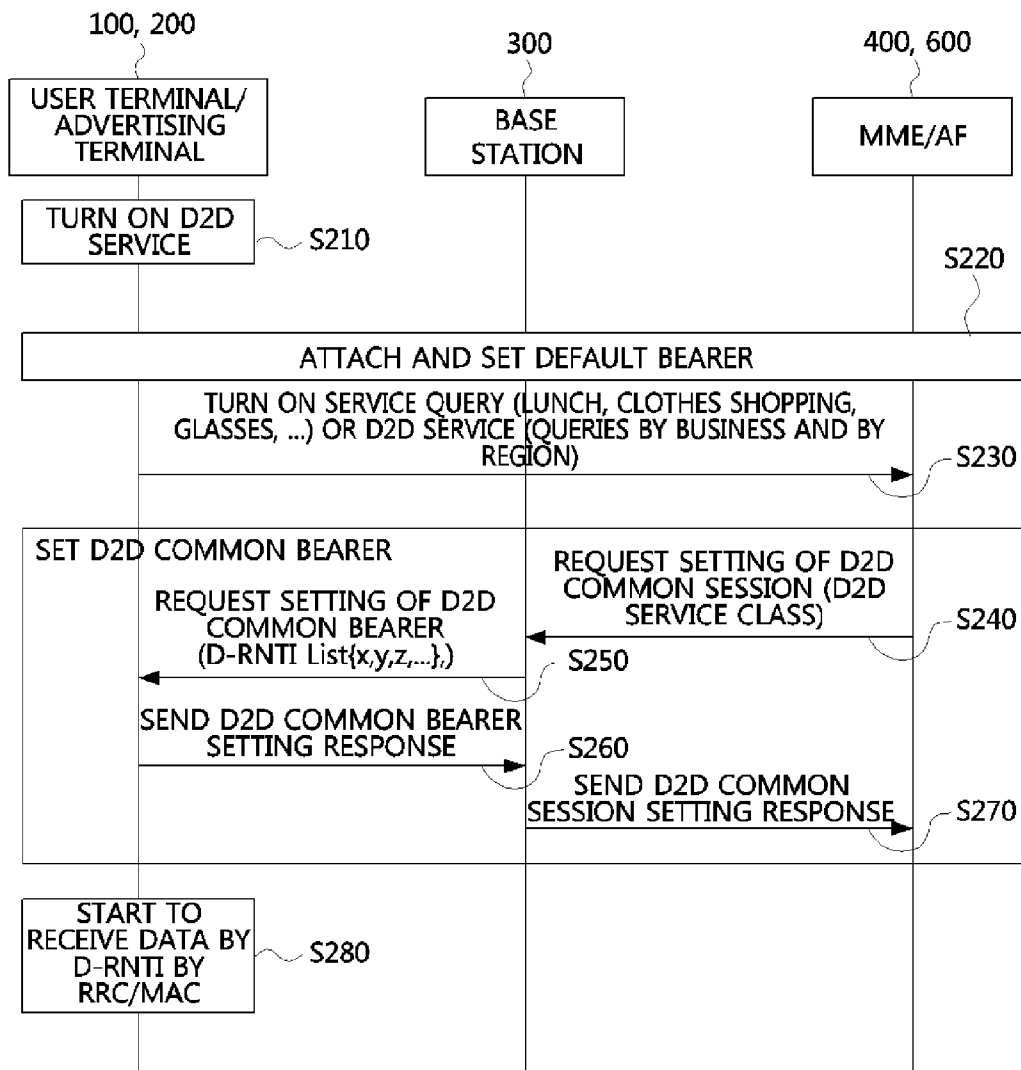 100, 200
300
400, 600
USER TERMINAL/
ADVERTISING
TERMINAL
BASE
STATION
MME/AF
TURN ON D2D
SERVICE
S210
S220
ATTACH AND SET DEFAULT BEARER
TURN ON SERVICE QUERY (LUNCH, CLOTHES SHOPPING,
GLASSES, ...) OR D2D SERVICE (QUERIES BY BUSINESS AND BY
REGION)
S230
SET D2D COMMON BEARER
REQUEST SETTING OF D2D
COMMON SESSION (D2D
SERVICE CLASS)
S240
REQUEST SETTING OF D2D
COMMON BEARER
(D-RNTI List{x,y,z,...},)
S250
SEND D2D COMMON BEARER
SETTING RESPONSE
S260
SEND D2D COMMON
SESSION SETTING RESPONSE
S270
START TO
RECEIVE DATA BY
D-RNTI BY
RRC/MAC
S280